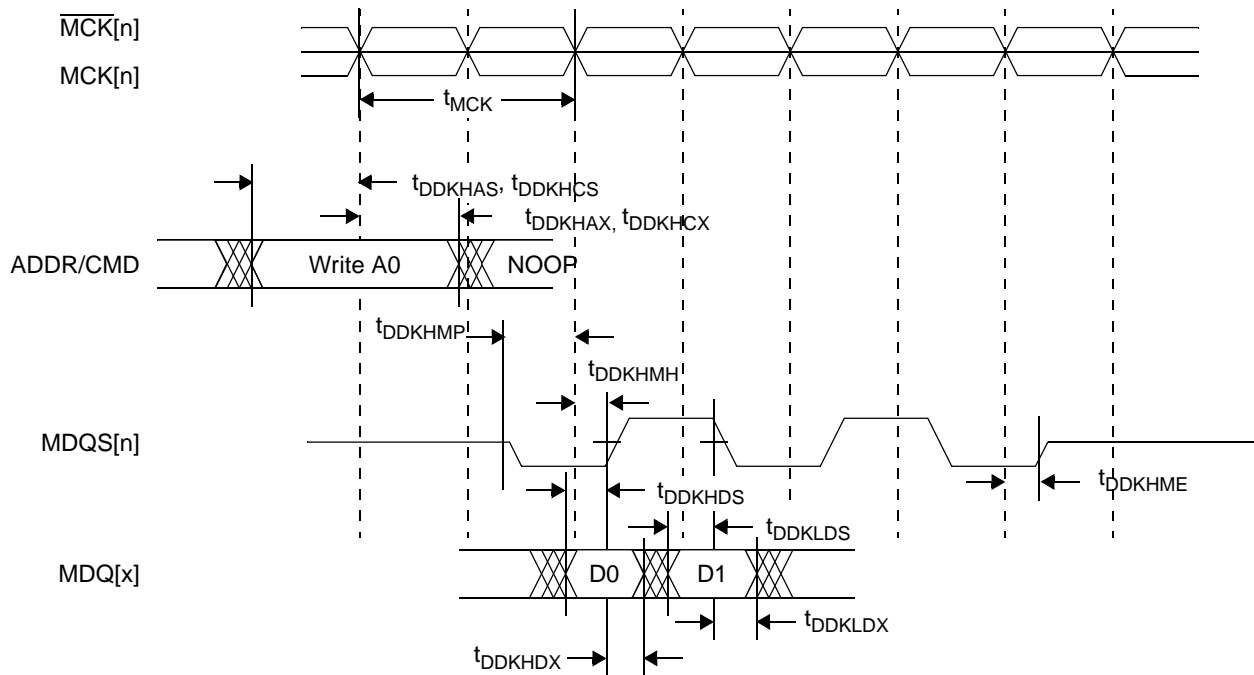 MCK[n]
MCK[n]
tMCK
tDDKHAS, tDDKHCS
tDDKHAX, tDDKHCX
ADDR/CMD Write A0 NOOP
tDDKHMP
tDDKHMH
MDQS[n]
tDDKHME
tDDKHDS
tDDKLDS
MDQ[x] D0 D1
tDDKLDX
tDDKHDX